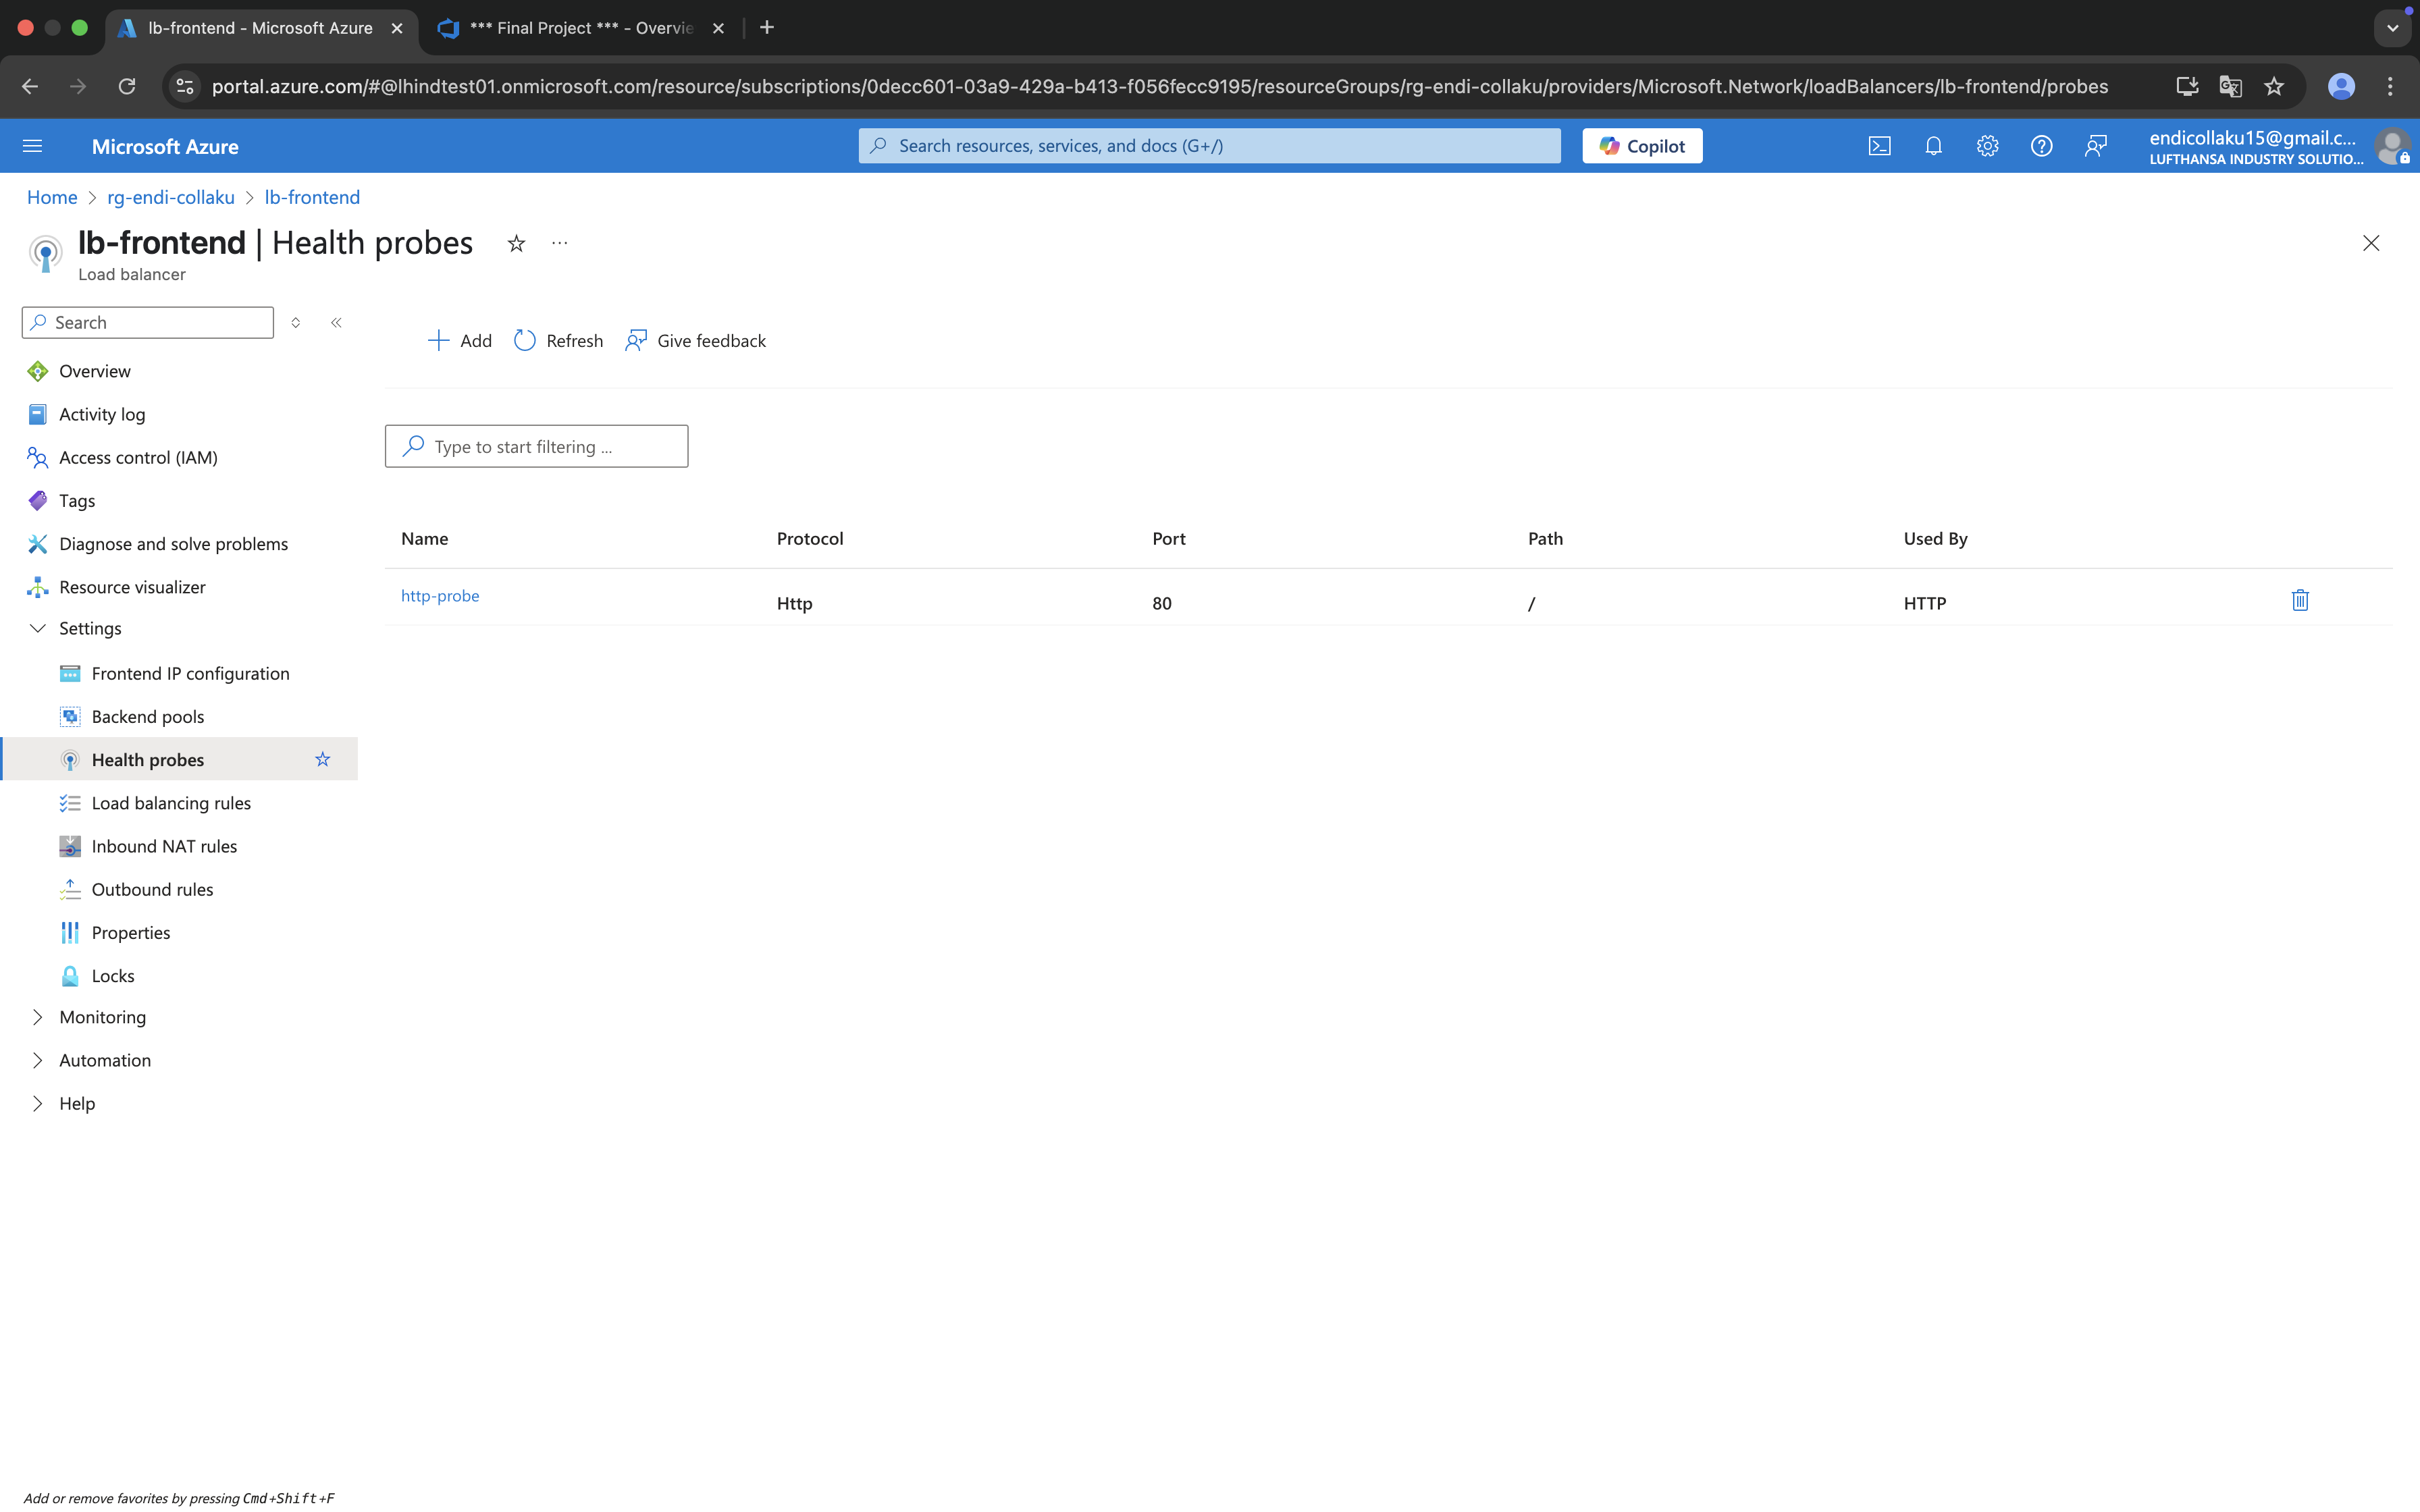 lb-frontend - Microsoft Azure
*** Final Project *** - Overvie
portal.azure.com/#@lhindtest01.onmicrosoft.com/resource/subscriptions/0decc601-03a9-429a-b413-f056fecc9195/resourceGroups/rg-endi-collaku/providers/Microsoft.Network/loadBalancers/lb-frontend/probes
Microsoft Azure
Search resources, services, and docs (G+/)
Copilot
endicollaku15@gmail.c...
LUFTHANSA INDUSTRY SOLUTIO...
Home > rg-endi-collaku > lb-frontend
lb-frontend | Health probes
Load balancer
Search
Add
Refresh
Give feedback
Overview
Activity log
Access control (IAM)
Tags
Diagnose and solve problems
Resource visualizer
Settings
Frontend IP configuration
Backend pools
Health probes
Load balancing rules
Inbound NAT rules
Outbound rules
Properties
Locks
Monitoring
Automation
Help
Type to start filtering ...
Name Protocol Port Path Used By
http-probe Http 80 / HTTP
Add or remove favorites by pressing Cmd+Shift+F